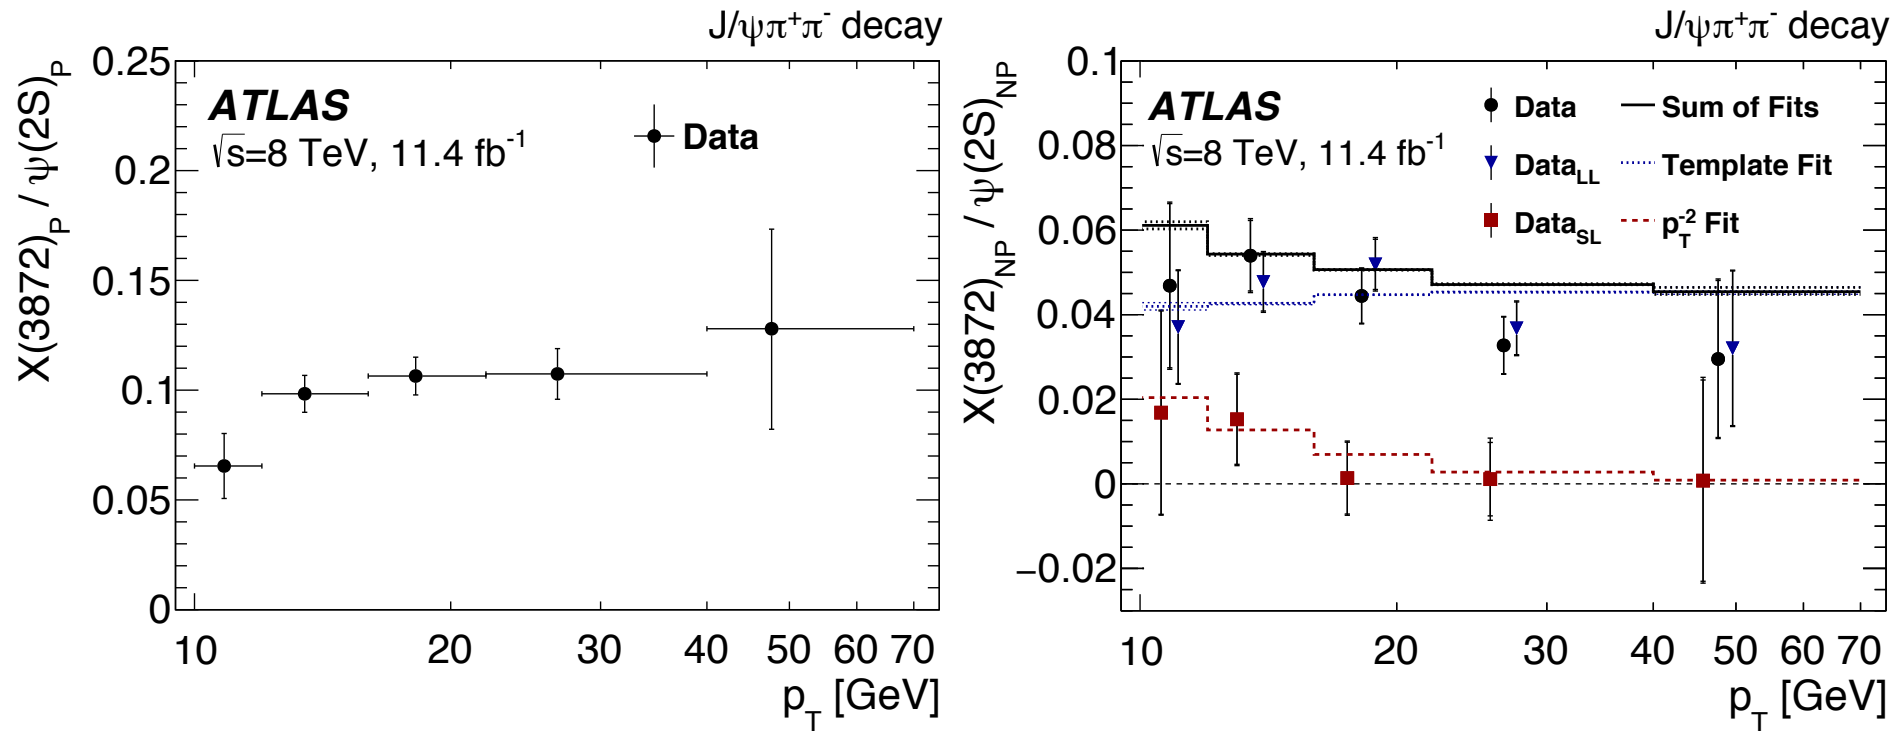 J/ψπ⁺π⁻ decay
X(3872)_P / ψ(2S)_P
0.25
0.2
0.15
0.1
0.05
0
ATLAS
√s=8 TeV, 11.4 fb⁻¹
Data
10 20 30 40 50 60 70
p_T [GeV]
J/ψπ⁺π⁻ decay
X(3872)_NP / ψ(2S)_NP
0.1
0.08
0.06
0.04
0.02
0
−0.02
ATLAS
√s=8 TeV, 11.4 fb⁻¹
Data
Sum of Fits
Data_LL
Template Fit
Data_SL
p_T⁻² Fit
10 20 30 40 50 60 70
p_T [GeV]